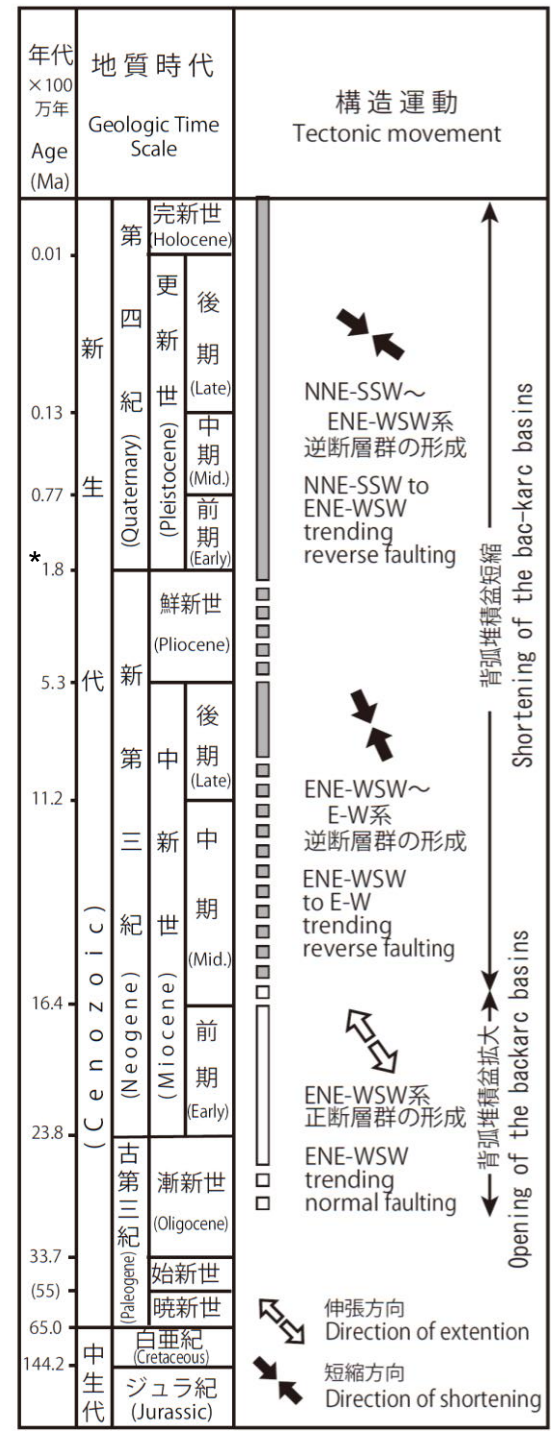 年代
×100
万年
Age
(Ma)
地質時代
Geologic Time
Scale
構造運動
Tectonic movement
0.01
0.13
0.77
*
1.8
5.3
11.2
16.4
23.8
33.7
(55)
65.0
144.2
新生代
(Cenozoic)
中生代
第四紀
(Quaternary)
新第三紀
(Neogene)
古第三紀
(Paleogene)
完新世
(Holocene)
更新世
(Pleistocene)
後期
(Late)
中期
(Mid.)
前期
(Early)
鮮新世
(Pliocene)
中新世
(Miocene)
後期
(Late)
中期
(Mid.)
前期
(Early)
漸新世
(Oligocene)
始新世
暁新世
白亜紀
(Cretaceous)
ジュラ紀
(Jurassic)
NNE-SSW～
ENE-WSW系
逆断層群の形成
NNE-SSW to
ENE-WSW
trending
reverse faulting
ENE-WSW～
E-W系
逆断層群の形成
ENE-WSW
to E-W
trending
reverse faulting
ENE-WSW系
正断層群の形成
ENE-WSW
trending
normal faulting
背弧堆積盆短縮
Shortening of the bac-karc basins
背弧堆積盆拡大
Opening of the backarc basins
伸張方向
Direction of extention
短縮方向
Direction of shortening